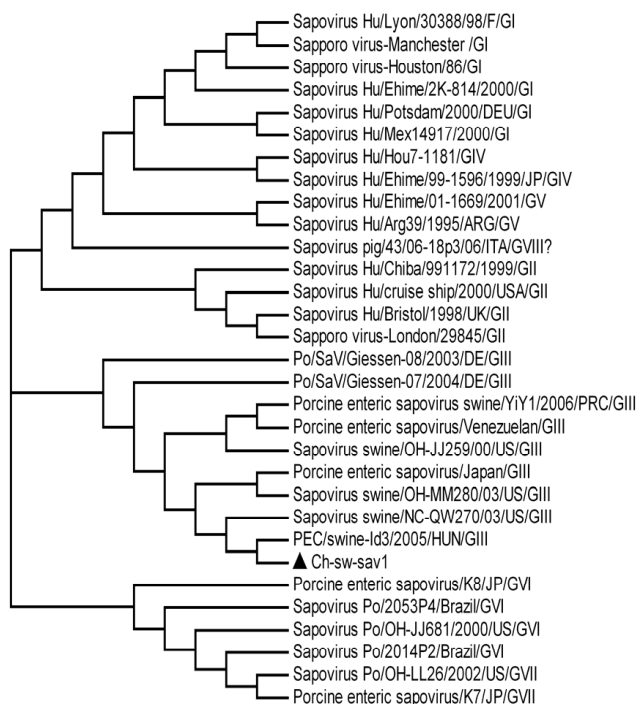 Sapovirus Hu/Lyon/30388/98/F/GI
Sapporo virus-Manchester /GI
Sapporo virus-Houston/86/GI
Sapovirus Hu/Ehime/2K-814/2000/GI
Sapovirus Hu/Potsdam/2000/DEU/GI
Sapovirus Hu/Mex14917/2000/GI
Sapovirus Hu/Hou7-1181/GIV
Sapovirus Hu/Ehime/99-1596/1999/JP/GIV
Sapovirus Hu/Ehime/01-1669/2001/GV
Sapovirus Hu/Arg39/1995/ARG/GV
Sapovirus pig/43/06-18p3/06/ITA/GVIII?
Sapovirus Hu/Chiba/991172/1999/GII
Sapovirus Hu/cruise ship/2000/USA/GII
Sapovirus Hu/Bristol/1998/UK/GII
Sapporo virus-London/29845/GII
Po/SaV/Giessen-08/2003/DE/GIII
Po/SaV/Giessen-07/2004/DE/GIII
Porcine enteric sapovirus swine/YiY1/2006/PRC/GIII
Porcine enteric sapovirus/Venezuelan/GIII
Sapovirus swine/OH-JJ259/00/US/GIII
Porcine enteric sapovirus/Japan/GIII
Sapovirus swine/OH-MM280/03/US/GIII
Sapovirus swine/NC-QW270/03/US/GIII
PEC/swine-Id3/2005/HUN/GIII
▲ Ch-sw-sav1
Porcine enteric sapovirus/K8/JP/GVI
Sapovirus Po/2053P4/Brazil/GVI
Sapovirus Po/OH-JJ681/2000/US/GVI
Sapovirus Po/2014P2/Brazil/GVI
Sapovirus Po/OH-LL26/2002/US/GVII
Porcine enteric sapovirus/K7/JP/GVII